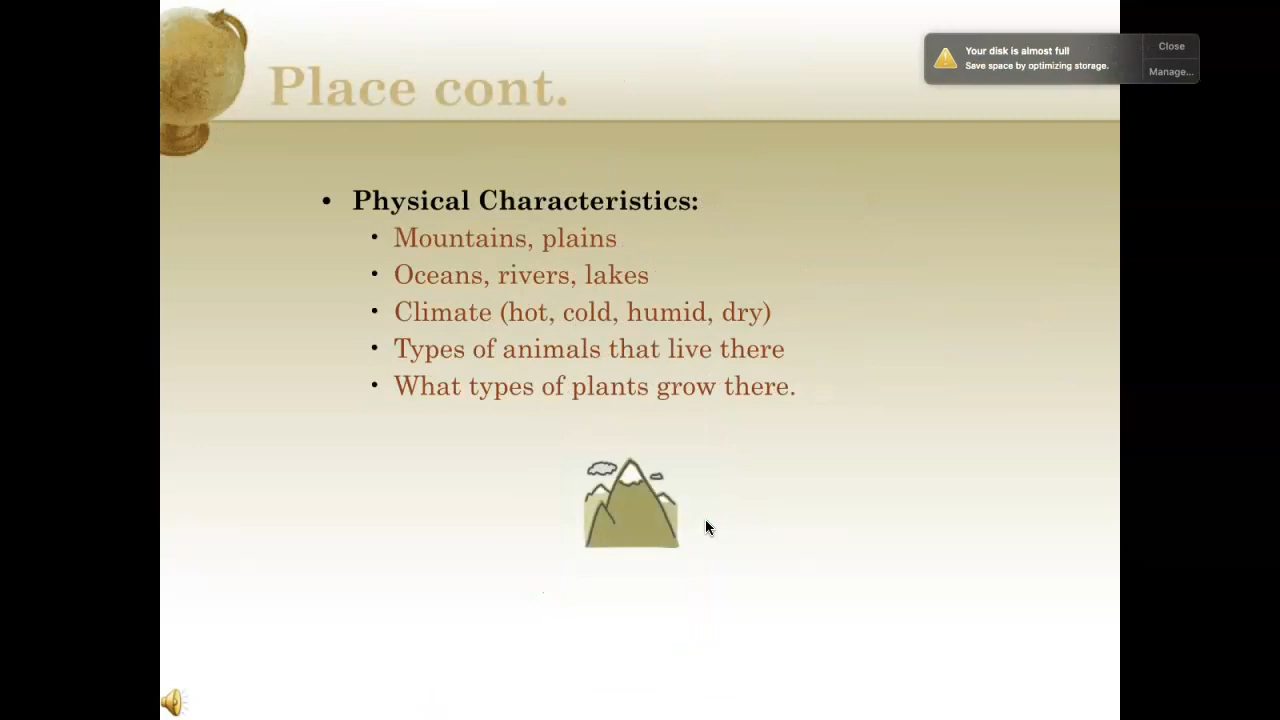 Place cont.
Your disk is almost full
Save space by optimizing storage.
Close
Manage...
• Physical Characteristics:
• Mountains, plains
• Oceans, rivers, lakes
• Climate (hot, cold, humid, dry)
• Types of animals that live there
• What types of plants grow there.